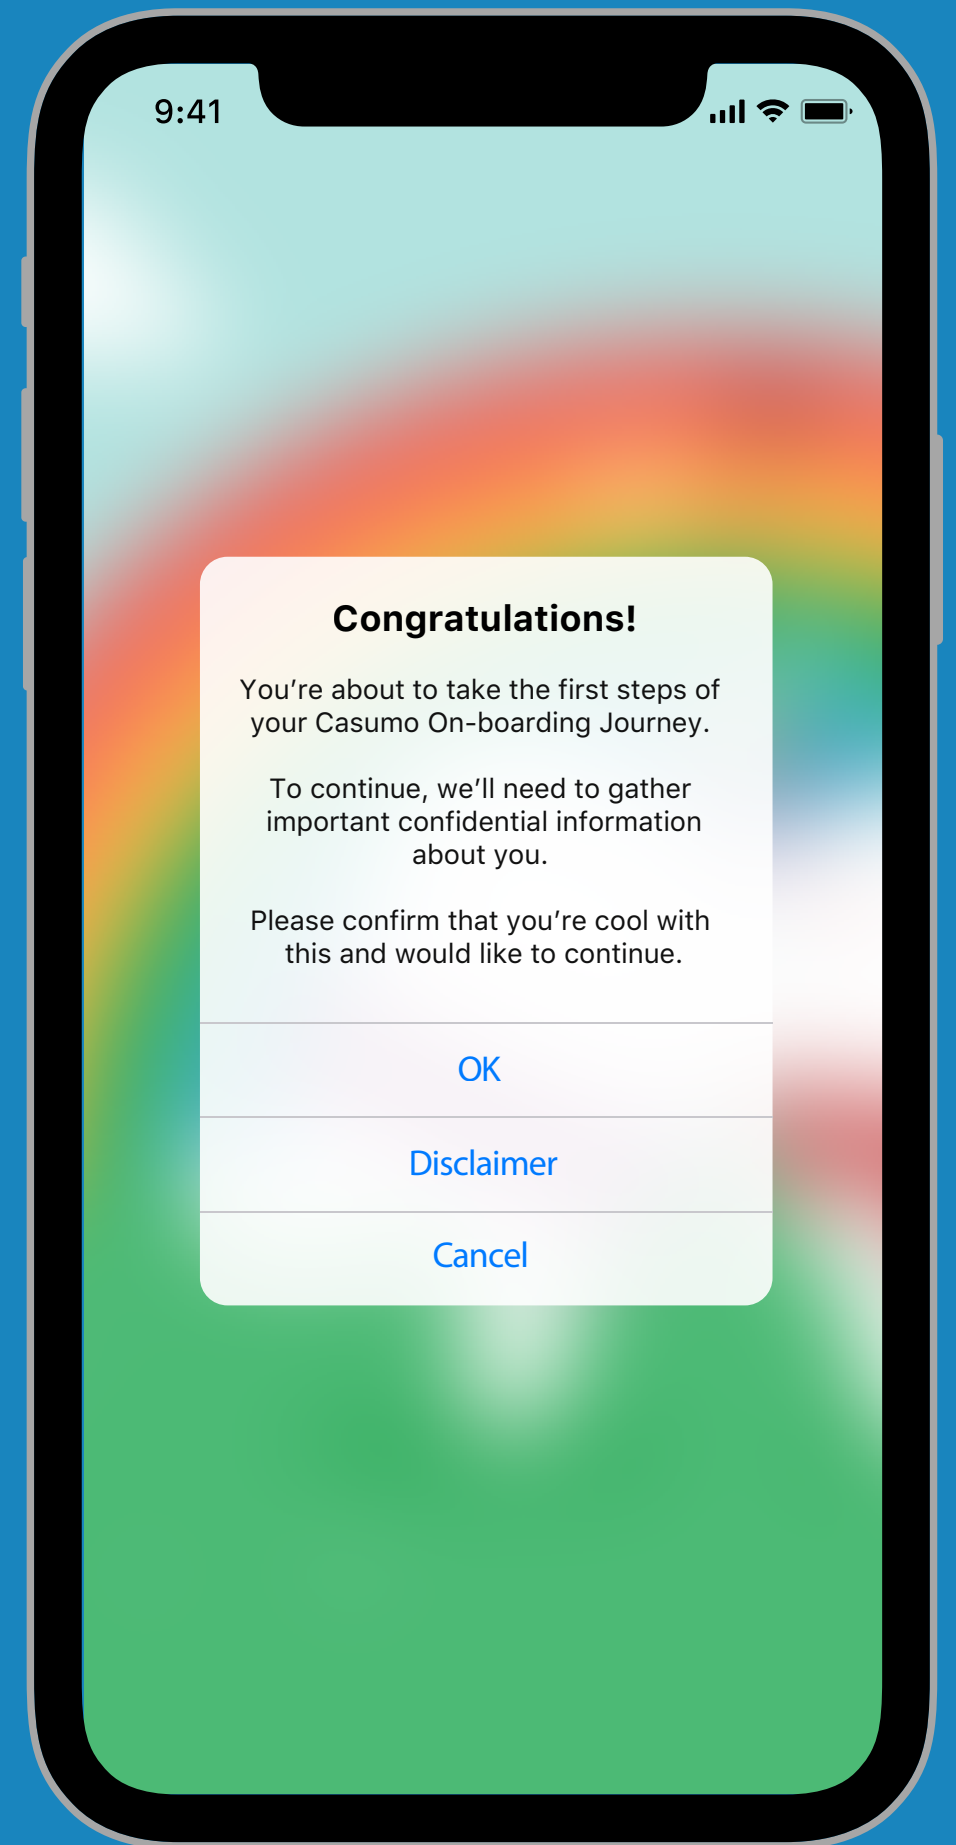 9:41
Congratulations!
You’re about to take the first steps of
your Casumo On-boarding Journey.
To continue, we’ll need to gather
important confidential information
about you.
Please confirm that you’re cool with
this and would like to continue.
OK
Disclaimer
Cancel